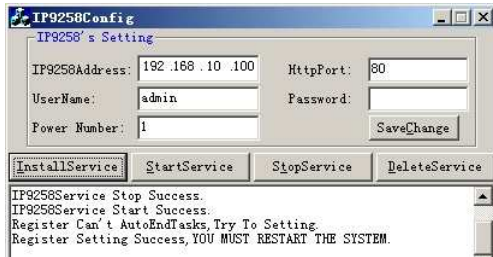 IP9258Config
IP9258's Setting
IP9258Address: 192 .168 . 10 .100 HttpPort: 80
UserName: admin Password:
Power Number: 1 SaveChange
InstallService StartService StopService DeleteService
IP9258Service Stop Success.
IP9258Service Start Success.
Register Can't AutoEndTasks,Try To Setting.
Register Setting Success,YOU MUST RESTART THE SYSTEM.